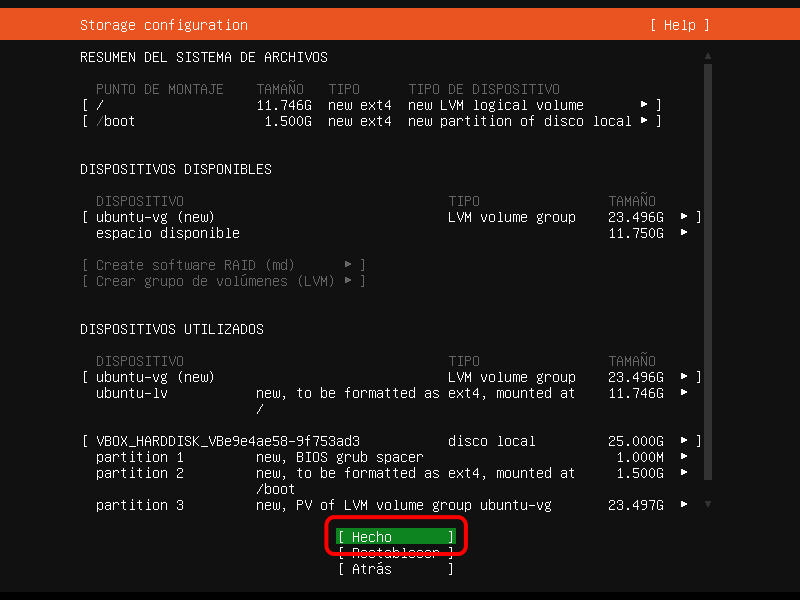 Storage configuration [ Help ]
RESUMEN DEL SISTEMA DE ARCHIVOS
PUNTO DE MONTAJE TAMAÑO TIPO TIPO DE DISPOSITIVO
[ / 11.746G new ext4 new LVM logical volume ▸ ]
[ /boot 1.500G new ext4 new partition of disco local ▸ ]
DISPOSITIVOS DISPONIBLES
DISPOSITIVO TIPO TAMAÑO
[ ubuntu-vg (new) LVM volume group 23.496G ▸ ]
espacio disponible 11.750G ▸
[ Create software RAID (md) ▸ ]
[ Crear grupo de volúmenes (LVM) ▸ ]
DISPOSITIVOS UTILIZADOS
DISPOSITIVO TIPO TAMAÑO
[ ubuntu-vg (new) LVM volume group 23.496G ▸ ]
ubuntu-lv new, to be formatted as ext4, mounted at 11.746G ▸
/
[ VBOX_HARDDISK_VBe9e4ae58-9f753ad3 disco local 25.000G ▸ ]
partition 1 new, BIOS grub spacer 1.000M ▸
partition 2 new, to be formatted as ext4, mounted at 1.500G ▸
/boot
partition 3 new, PV of LVM volume group ubuntu-vg 23.497G ▸
[ Hecho ]
[ Restablecer ]
[ Atrás ]